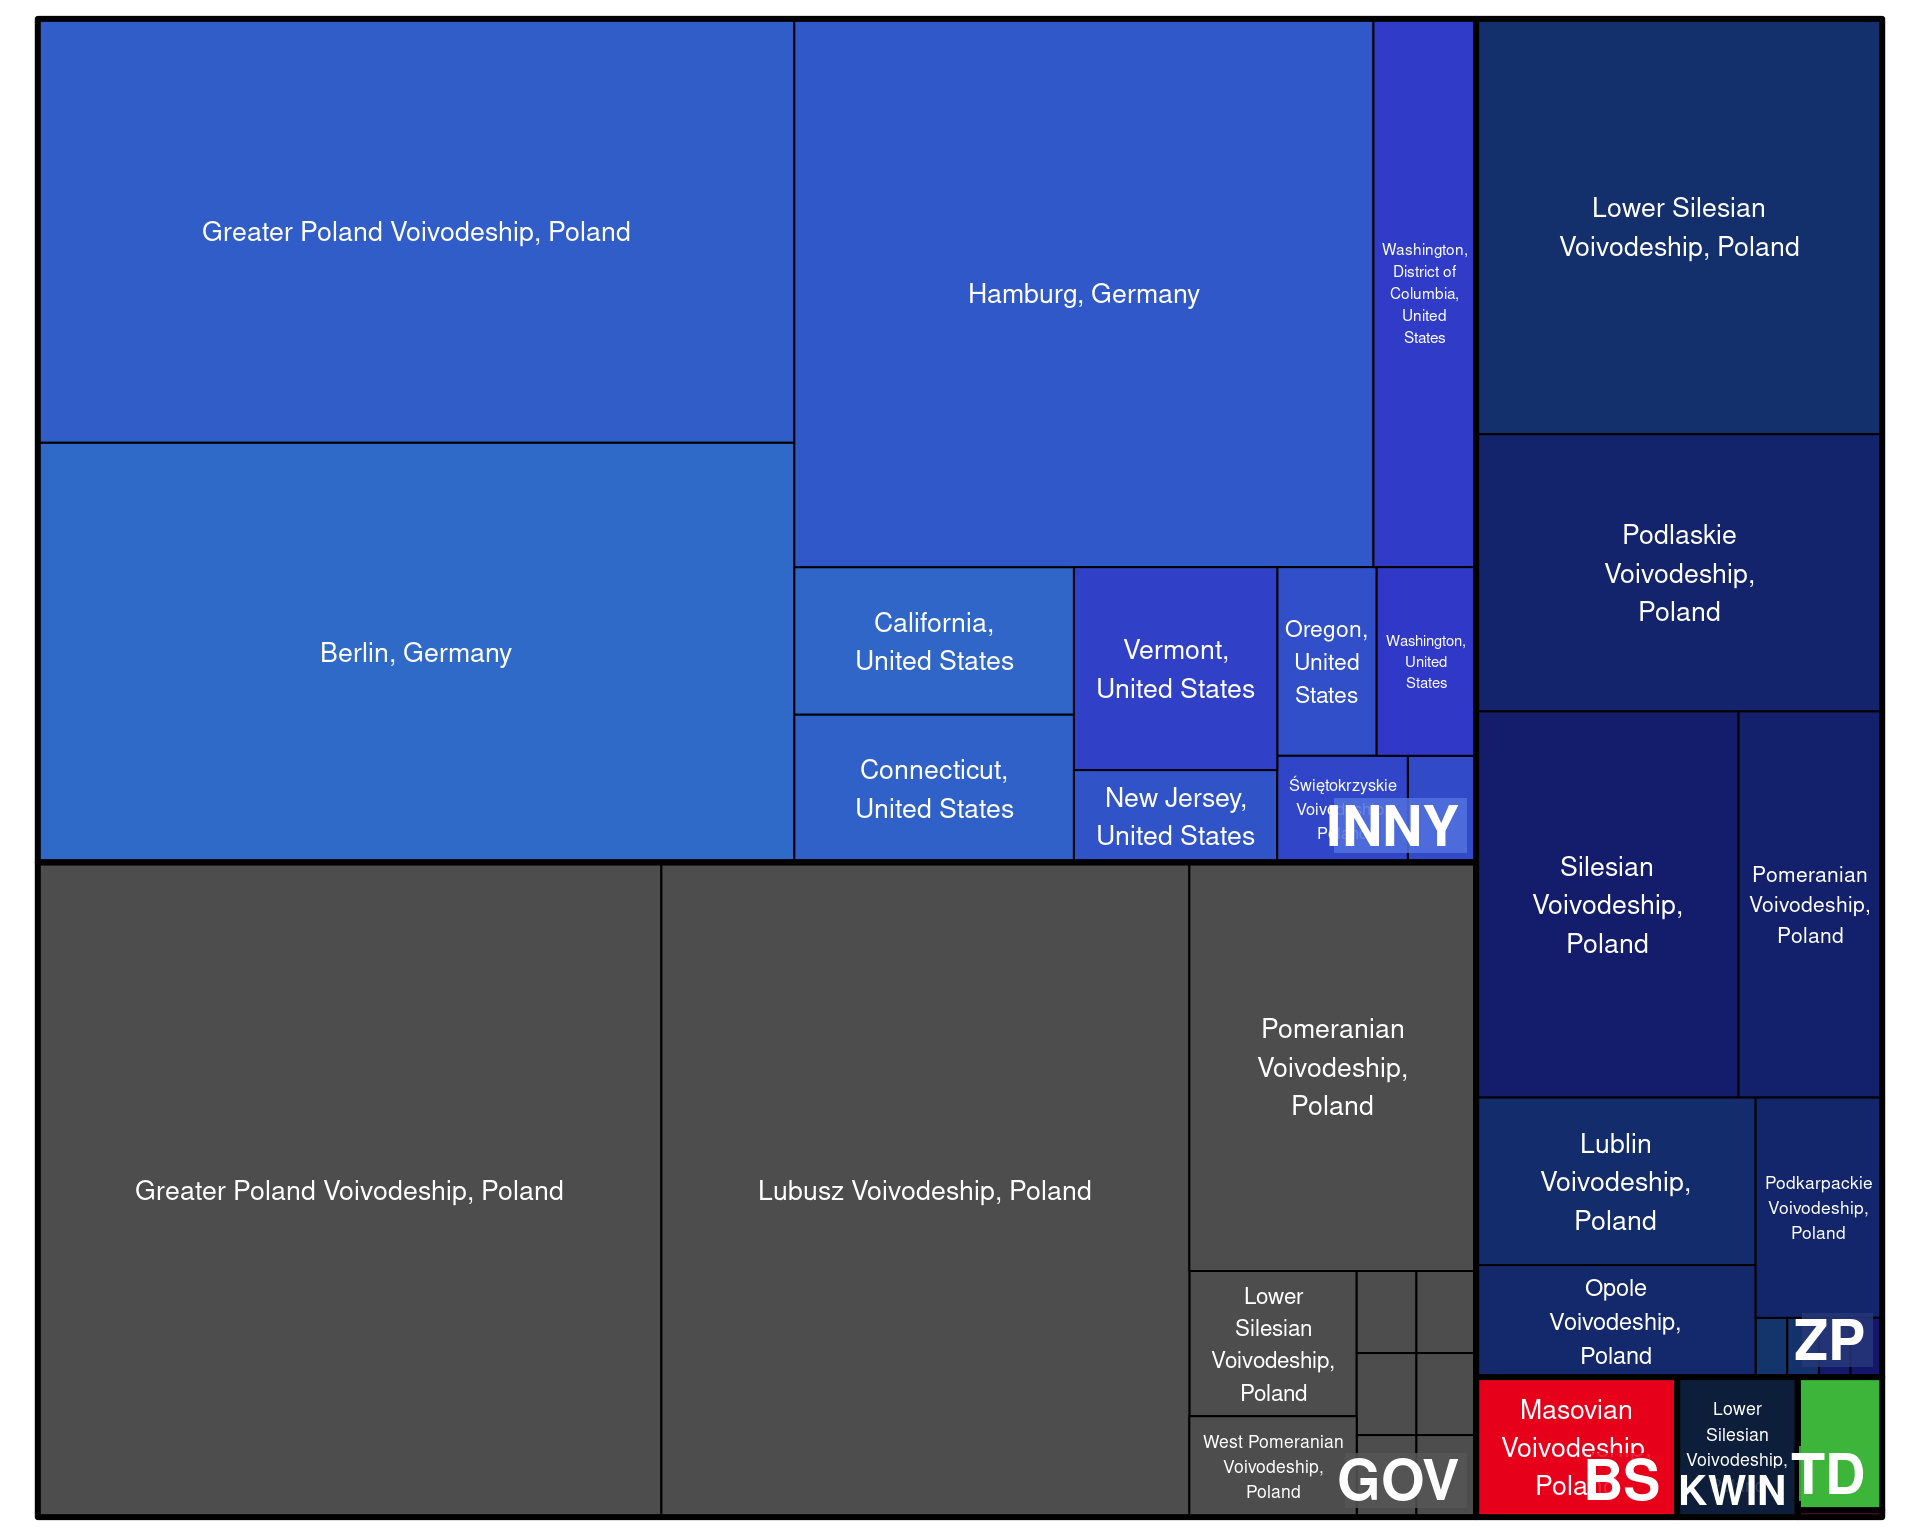 Greater Poland Voivodeship, Poland
Berlin, Germany
Hamburg, Germany
Washington,
District of
Columbia,
United
States
California,
United States
Connecticut,
United States
Vermont,
United States
New Jersey,
United States
Oregon,
United
States
Washington,
United
States
Świętokrzyskie
INNY
Greater Poland Voivodeship, Poland
Lubusz Voivodeship, Poland
Pomeranian
Voivodeship,
Poland
Lower
Silesian
Voivodeship,
Poland
West Pomeranian
Voivodeship,
Poland
GOV
Lower Silesian
Voivodeship, Poland
Podlaskie
Voivodeship,
Poland
Silesian
Voivodeship,
Poland
Pomeranian
Voivodeship,
Poland
Lublin
Voivodeship,
Poland
Podkarpackie
Voivodeship,
Poland
Opole
Voivodeship,
Poland
ZP
Masovian
Voivodeship,
BS
Lower
Silesian
Voivodeship,
KWIN
TD